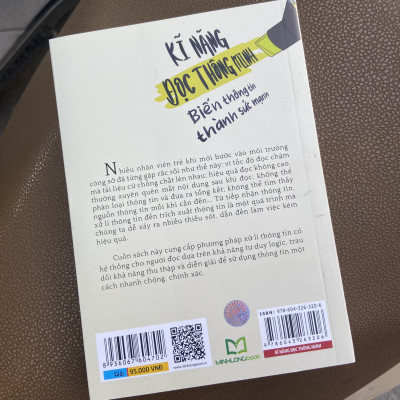 KĨ NĂNG
ĐỌC THÔNG MINH
Biến thông tin
thành sức mạnh
Nhiều nhân viên trẻ khi mới bước vào môi trường
công sở đã từng gặp rắc rối như thế này: vì tốc độ đọc chậm
mà tài liệu cứ chồng chất lên nhau; hiệu quả đọc không cao,
thường xuyên quên mất nội dung sau khi đọc; không thể
phân loại thông tin và đưa ra tổng kết; không thể tìm thấy
nguồn thông tin mỗi khi cần đến... Từ tiếp nhận thông tin,
xử lí thông tin đến trích xuất thông tin là một quá trình mà
chúng ta dễ xảy ra nhiều thiếu sót, dẫn đến làm việc kém
hiệu quả.
Cuốn sách này cung cấp phương pháp xử lí thông tin có
hệ thống cho người đọc dựa trên khả năng tư duy logic, trau
dồi khả năng thu thập và diễn giải để sử dụng thông tin một
cách nhanh chóng, chính xác.
8 936067 604702
Giá: 95.000 VNĐ
MINHLONGbook
ISBN: 978-604-326-320-6
9 786043 263206
KĨ NĂNG ĐỌC THÔNG MINH